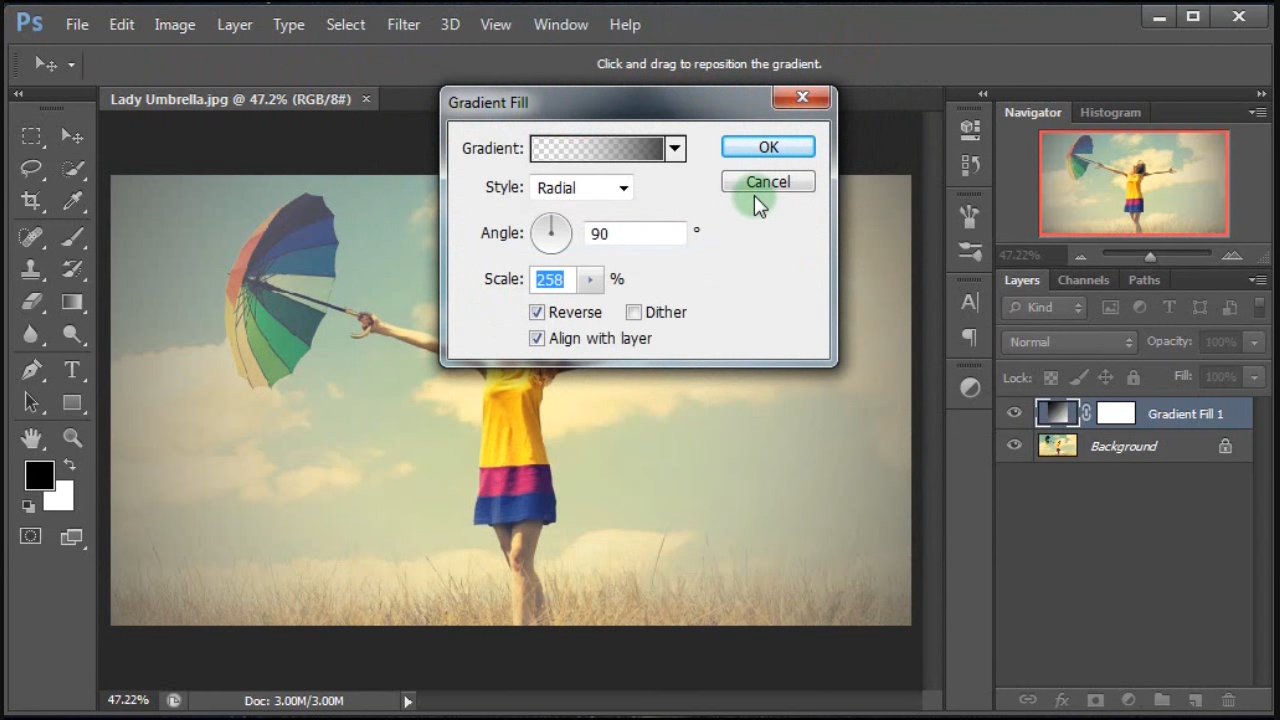 Ps File Edit Image Layer Type Select Filter 3D View Window Help
Click and drag to reposition the gradient.
Lady Umbrella.jpg @ 47.2% (RGB/8#) ×
Gradient Fill
Gradient:
OK
Style: Radial
Cancel
Angle: 90 °
Scale: 258 %
Reverse Dither
Align with layer
Navigator Histogram
47.22%
Layers Channels Paths
Kind
Normal Opacity: 100%
Lock: Fill: 100%
Gradient Fill 1
Background
47.22% Doc: 3.00M/3.00M